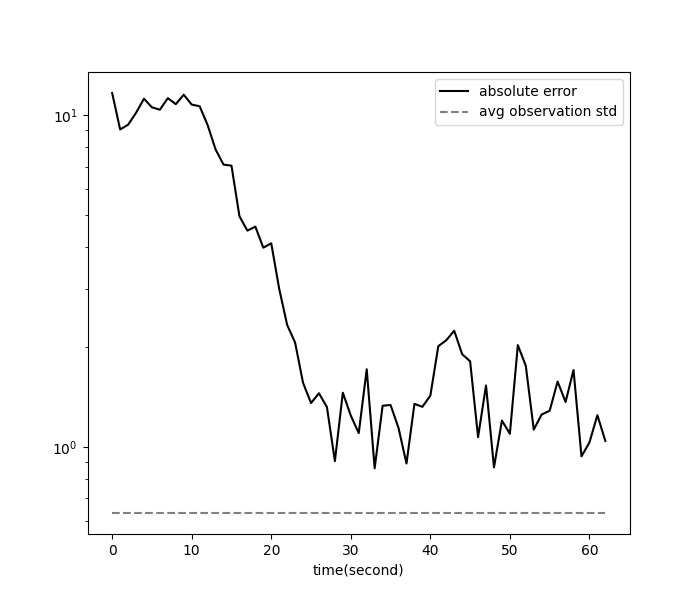 absolute error
avg observation std
10¹
10⁰
0 10 20 30 40 50 60
time(second)